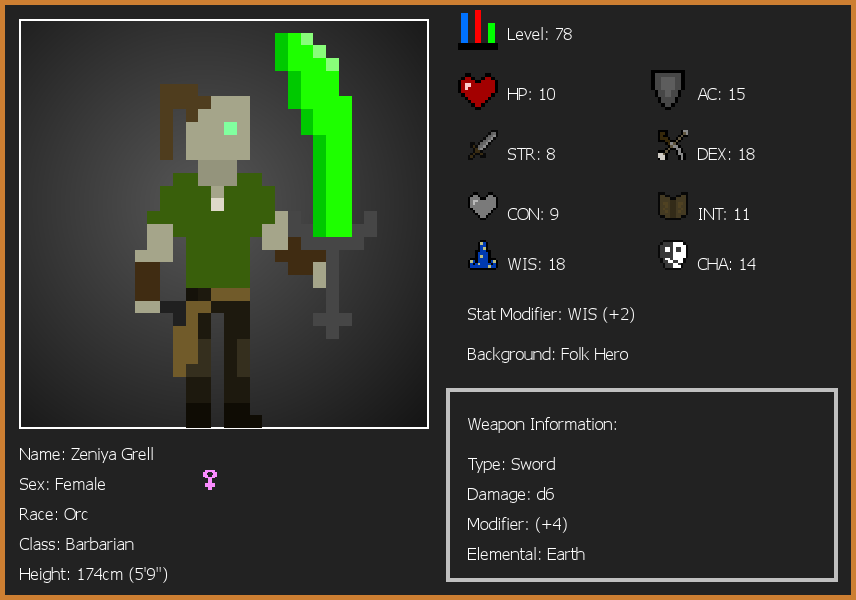 Level: 78
HP: 10
AC: 15
STR: 8
DEX: 18
CON: 9
INT: 11
WIS: 18
CHA: 14
Stat Modifier: WIS (+2)
Background: Folk Hero
Weapon Information:
Type: Sword
Damage: d6
Modifier: (+4)
Elemental: Earth
Name: Zeniya Grell
Sex: Female
Race: Orc
Class: Barbarian
Height: 174cm (5'9")